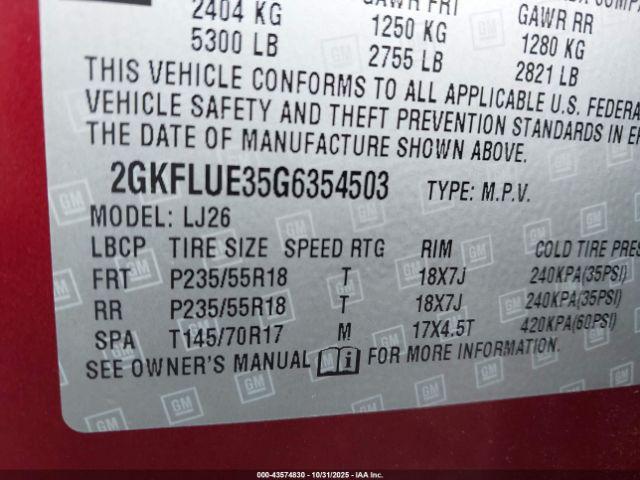 GAWR FRT
2404 KG 1250 KG GAWR RR
5300 LB 2755 LB 1280 KG
2821 LB
THIS VEHICLE CONFORMS TO ALL APPLICABLE U.S. FEDERA
VEHICLE SAFETY AND THEFT PREVENTION STANDARDS IN EF
THE DATE OF MANUFACTURE SHOWN ABOVE.
2GKFLUE35G6354503 TYPE: M.P.V.
MODEL: LJ26
LBCP TIRE SIZE SPEED RTG RIM COLD TIRE PRES
FRT P235/55R18 T 18X7J 240KPA(35PSI)
RR P235/55R18 T 18X7J 240KPA(35PSI)
SPA T145/70R17 M 17X4.5T 420KPA(60PSI)
SEE OWNER'S MANUAL FOR MORE INFORMATION.
GM
000-43574830 - 10/31/2025 - IAA Inc.